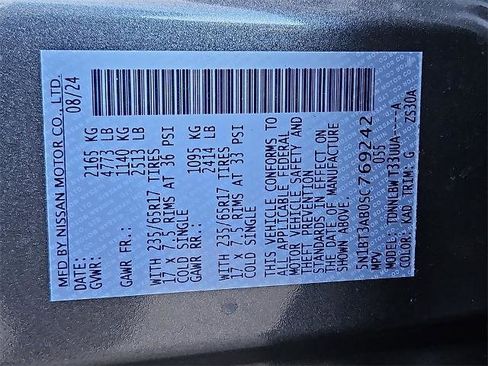 MFD BY NISSAN MOTOR CO., LTD.
DATE: 08/24
GVWR: 2165 KG
4773 LB
GAWR FR.: 1140 KG
2513 LB
WITH 235/65R17 TIRES
17 X 7.5 RIMS AT 36 PSI
COLD SINGLE
GAWR RR.: 1095 KG
2414 LB
WITH 235/65R17 TIRES
17 X 7.5 RIMS AT 33 PSI
COLD SINGLE
THIS VEHICLE CONFORMS TO
ALL APPLICABLE FEDERAL
MOTOR VEHICLE SAFETY AND
THEFT PREVENTION
STANDARDS IN EFFECT ON
THE DATE OF MANUFACTURE
SHOWN ABOVE.
5N1BT3AB0SC769242
MPV 035
COLOR: KAD TRIM: G ZS30A